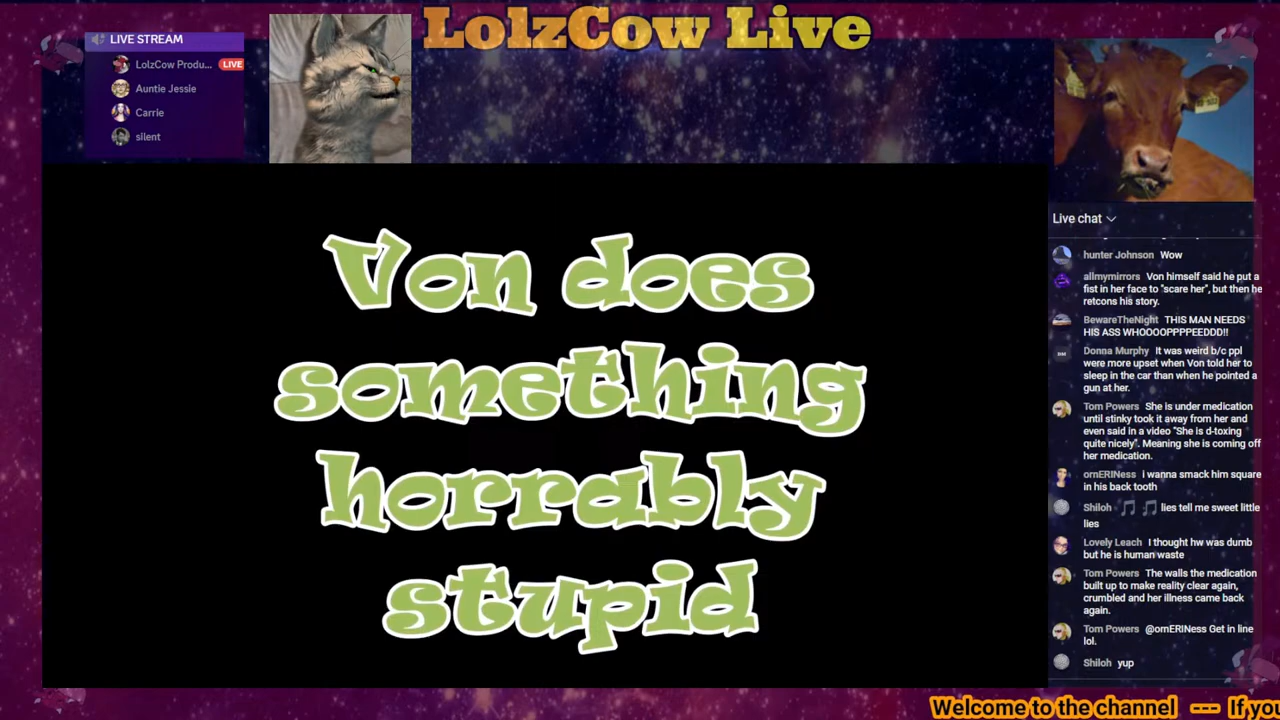 LolzCow Live
LIVE STREAM
LolzCow Produ... LIVE
Auntie Jessie
Carrie
silent
Von does
something
horrably
stupid
Live chat
hunter Johnson Wow
allmymirrors Von himself said he put a
fist in her face to "scare her", but then he
retcons his story.
BewareTheNight THIS MAN NEEDS
HIS ASS WHOOOOPPPPEEDDD!!
DM
Donna Murphy It was weird b/c ppl
were more upset when Von told her to
sleep in the car than when he pointed a
gun at her.
Tom Powers She is under medication
until stinky took it away from her and
even said in a video "She is d-toxing
quite nicely". Meaning she is coming off
her medication.
ornERINess i wanna smack him square
in his back tooth
Shiloh 🎵 🎵 lies tell me sweet little
lies
Lovely Leach I thought hw was dumb
but he is human waste
Tom Powers The walls the medication
built up to make reality clear again,
crumbled and her illness came back
again.
Tom Powers @ornERINess Get in line
lol.
Shiloh yup
Welcome to the channel --- If you